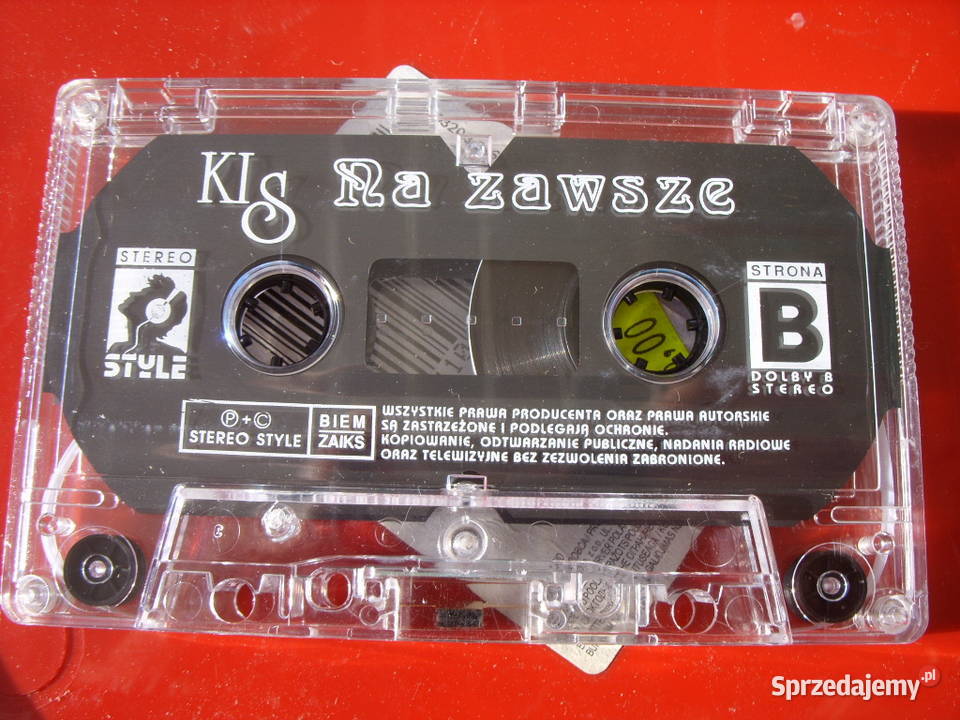 KIS Na zawsze
STEREO
STYLE
STRONA
B
DOLBY B
STEREO
℗+©
STEREO STYLE
BIEM
ZAIKS
WSZYSTKIE PRAWA PRODUCENTA ORAZ PRAWA AUTORSKIE
SĄ ZASTRZEŻONE I PODLEGAJĄ OCHRONIE.
KOPIOWANIE, ODTWARZANIE PUBLICZNE, NADANIA RADIOWE
ORAZ TELEWIZYJNE BEZ ZEZWOLENIA ZABRONIONE.
Sprzedajemy.pl